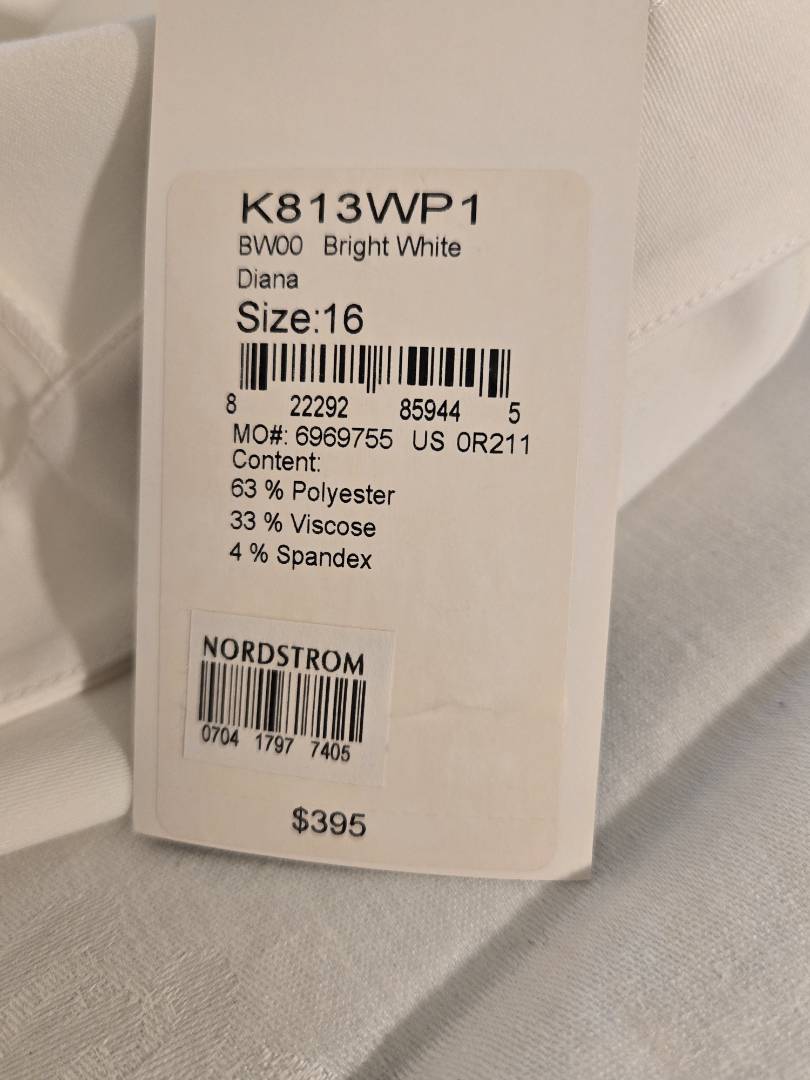 K813WP1
BW00 Bright White
Diana
Size:16
8 22292 85944 5
MO#: 6969755 US 0R211
Content:
63 % Polyester
33 % Viscose
4 % Spandex
NORDSTROM
0704 1797 7405
$395